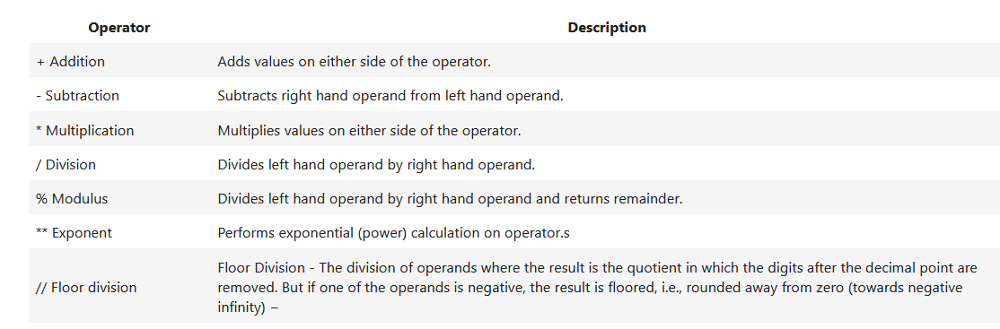 Operator Description
+ Addition Adds values on either side of the operator.
- Subtraction Subtracts right hand operand from left hand operand.
* Multiplication Multiplies values on either side of the operator.
/ Division Divides left hand operand by right hand operand.
% Modulus Divides left hand operand by right hand operand and returns remainder.
** Exponent Performs exponential (power) calculation on operator.s
// Floor division Floor Division - The division of operands where the result is the quotient in which the digits after the decimal point are
removed. But if one of the operands is negative, the result is floored, i.e., rounded away from zero (towards negative
infinity) −